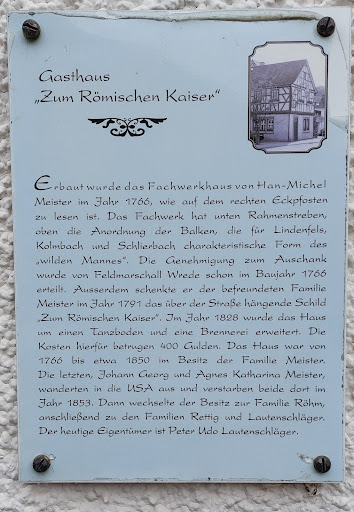 Gasthaus
„Zum Römischen Kaiser“
Erbaut wurde das Fachwerkhaus von Han-Michel
Meister im Jahr 1766, wie auf dem rechten Eckpfosten
zu lesen ist. Das Fachwerk hat unten Rahmenstreben,
oben die Anordnung der Balken, die für Lindenfels,
Kolmbach und Schlierbach charakteristische Form des
„wilden Mannes“. Die Genehmigung zum Auschank
wurde von Feldmarschall Wrede schon im Baujahr 1766
erteilt. Ausserdem schenkte er der befreundeten Familie
Meister im Jahr 1791 das über der Straße hängende Schild
„Zum Römischen Kaiser“. Im Jahr 1828 wurde das Haus
um einen Tanzboden und eine Brennerei erweitert. Die
Kosten hierfür betrugen 400 Gulden. Das Haus war von
1766 bis etwa 1850 im Besitz der Familie Meister.
Die letzten, Johann Georg und Agnes Katharina Meister,
wanderten in die USA aus und verstarben beide dort im
Jahr 1853. Dann wechselte der Besitz zur Familie Röhm,
anschließend zu den Familien Rettig und Lautenschläger.
Der heutige Eigentümer ist Peter Udo Lautenschläger.